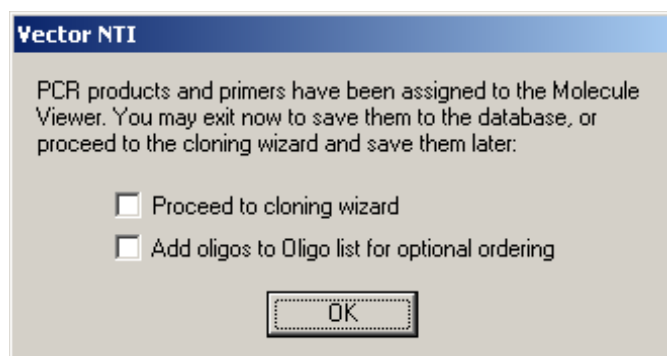 Vector NTI
PCR products and primers have been assigned to the Molecule
Viewer. You may exit now to save them to the database, or
proceed to the cloning wizard and save them later:
Proceed to cloning wizard
Add oligos to Oligo list for optional ordering
OK